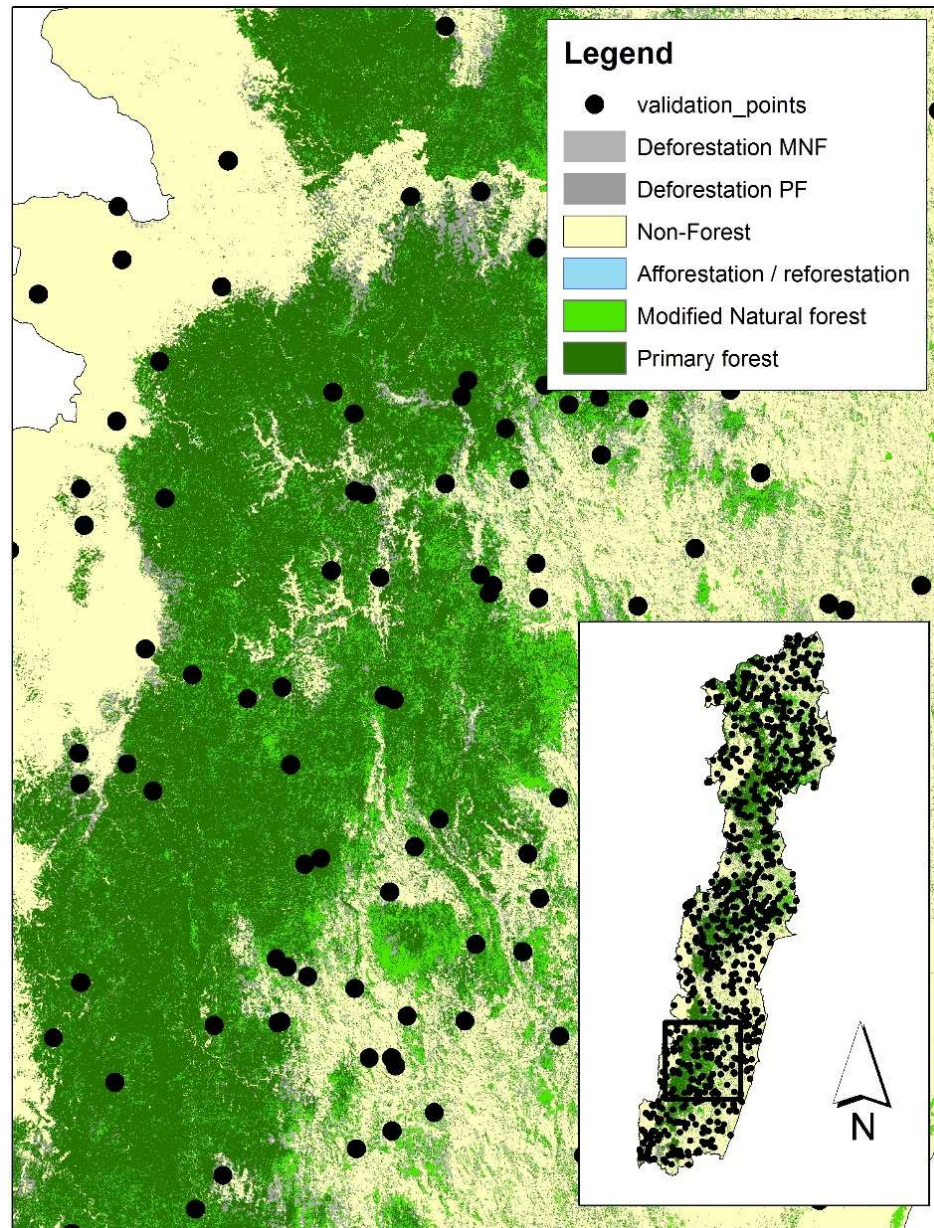 Legend
validation_points
Deforestation MNF
Deforestation PF
Non-Forest
Afforestation / reforestation
Modified Natural forest
Primary forest
N